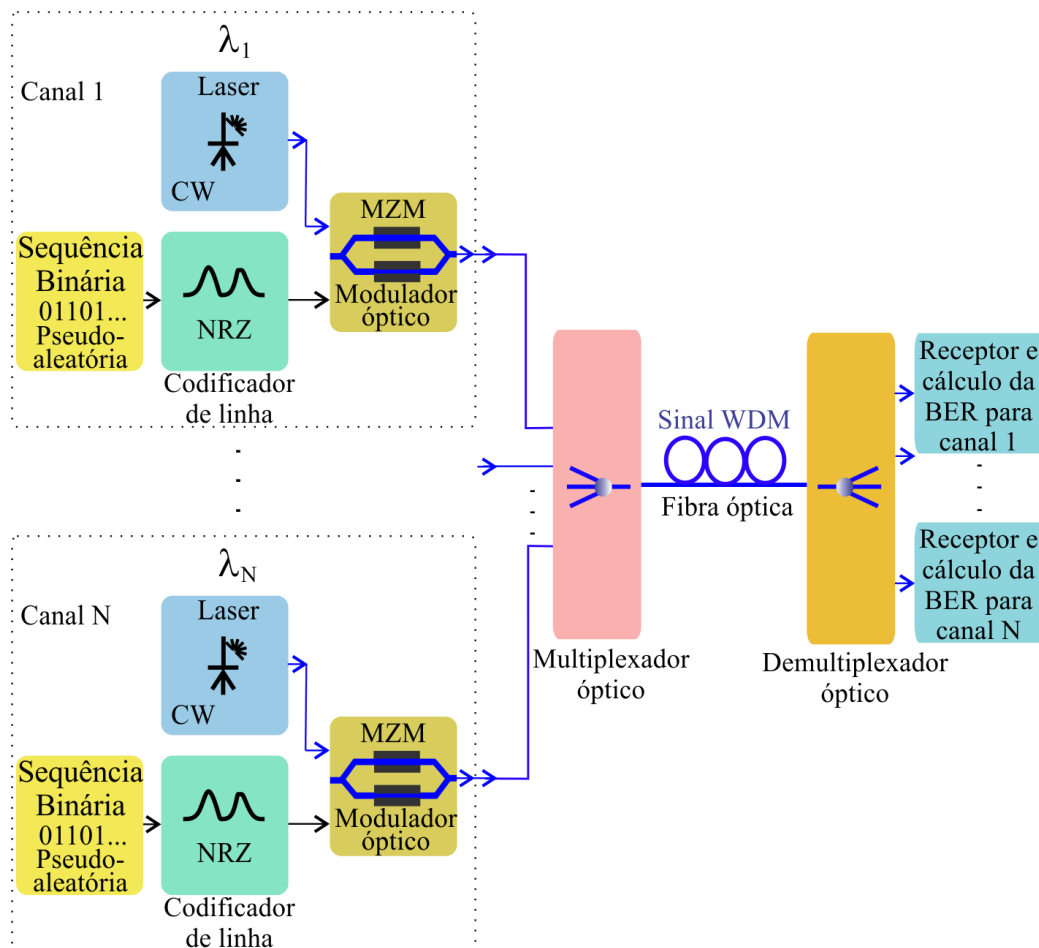 λ1
Canal 1
Laser
CW
MZM
Modulador
óptico
Sequência
Binária
01101...
Pseudo-
aleatória
NRZ
Codificador
de linha
Sinal WDM
Fibra óptica
Multiplexador
óptico
Demultiplexador
óptico
Receptor e
cálculo da
BER para
canal 1
Receptor e
cálculo da
BER para
canal N
λN
Canal N
Laser
CW
MZM
Modulador
óptico
Sequência
Binária
01101...
Pseudo-
aleatória
NRZ
Codificador
de linha